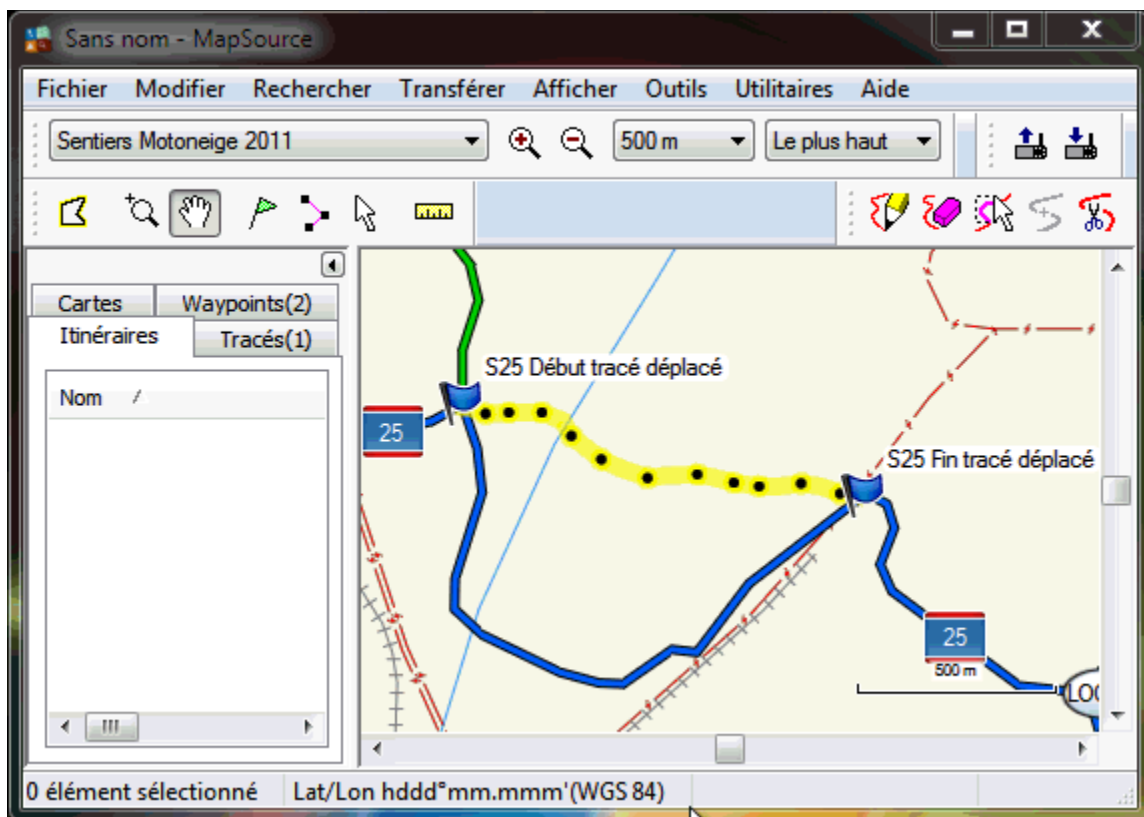 Sans nom - MapSource
Fichier Modifier Rechercher Transférer Afficher Outils Utilitaires Aide
Sentiers Motoneige 2011 500 m Le plus haut
Cartes Waypoints(2)
Itinéraires Tracés(1)
Nom
S25 Début tracé déplacé
25
S25 Fin tracé déplacé
25
500 m
LOC
0 élément sélectionné Lat/Lon hddd°mm.mmm'(WGS 84)